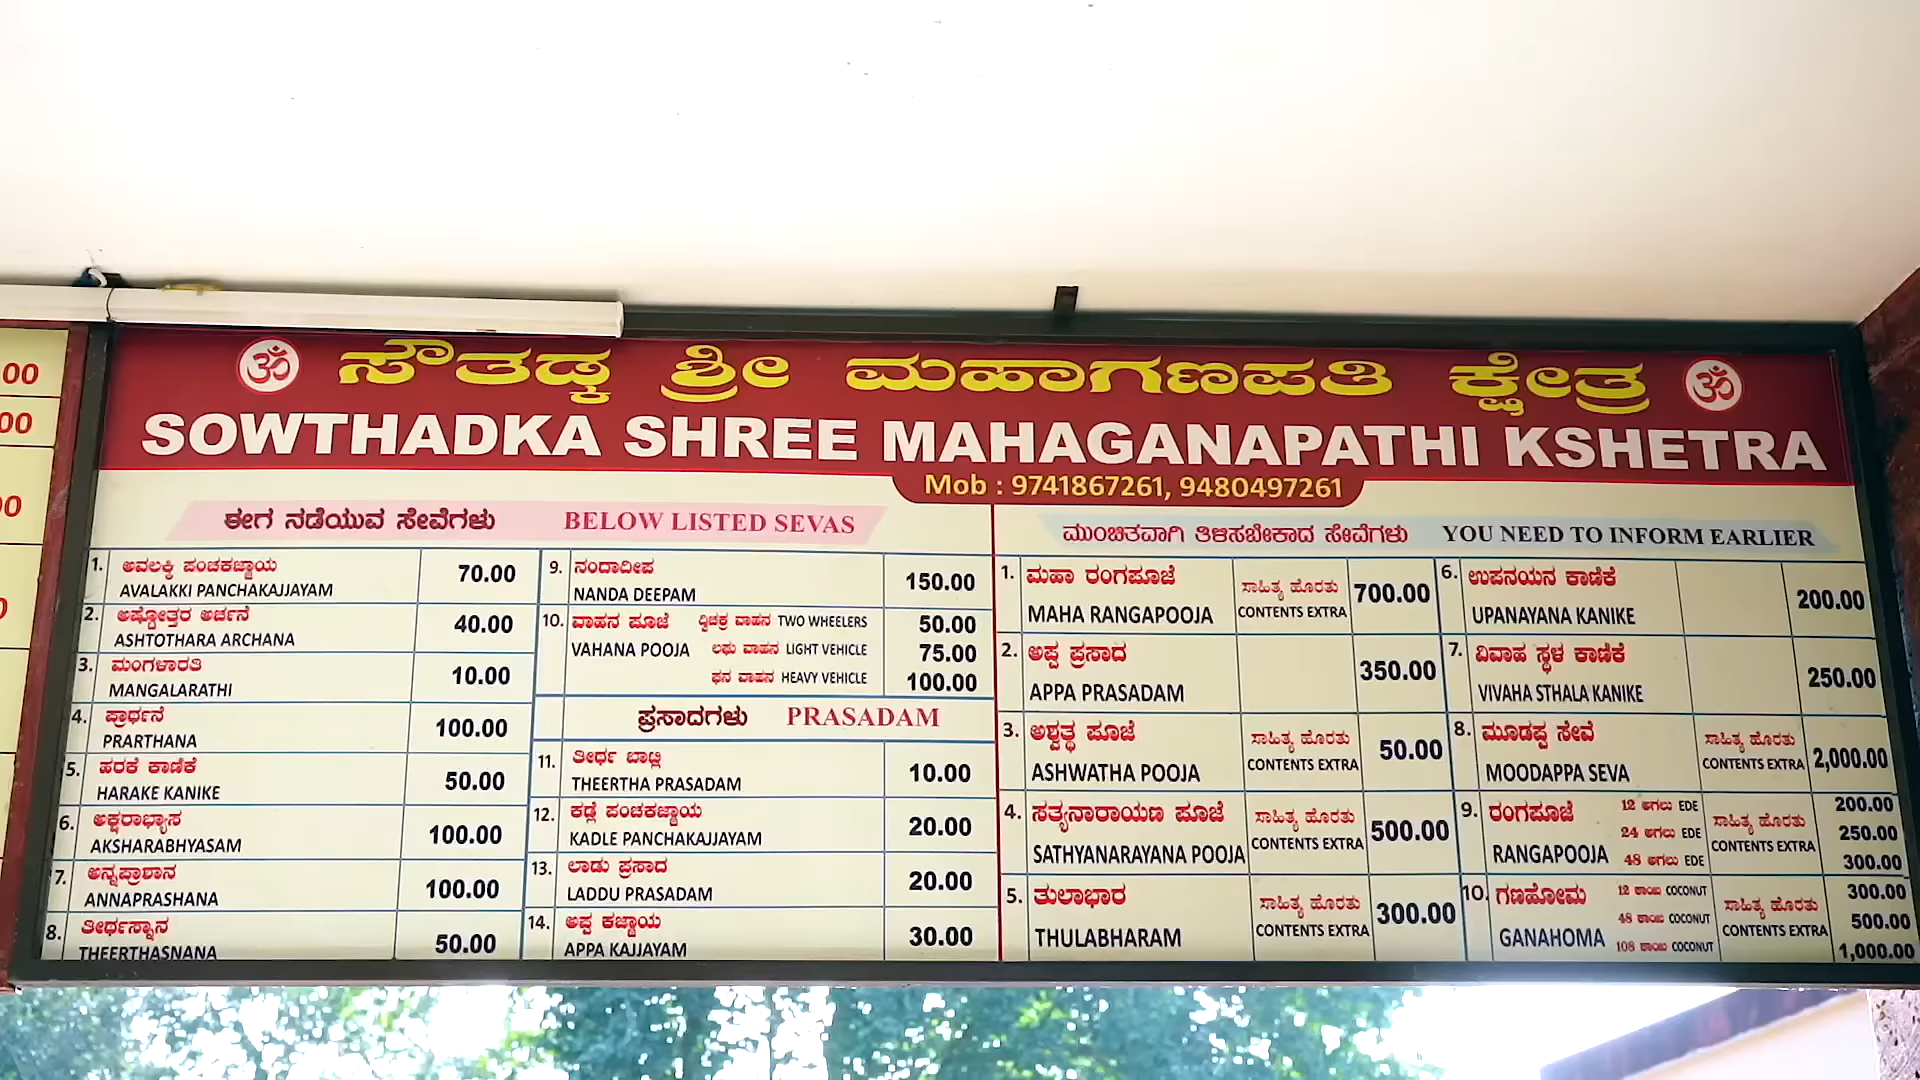 00
00
00
0
ಸೌತಡ್ಕ ಶ್ರೀ ಮಹಾಗಣಪತಿ ಕ್ಷೇತ್ರ
SOWTHADKA SHREE MAHAGANAPATHI KSHETRA
Mob : 9741867261, 9480497261
ಈಗ ನಡೆಯುವ ಸೇವೆಗಳು BELOW LISTED SEVAS
1. ಅವಲಕ್ಕಿ ಪಂಚಕಜ್ಜಾಯ
AVALAKKI PANCHAKAJJAYAM 70.00
2. ಅಷ್ಟೋತ್ತರ ಅರ್ಚನೆ
ASHTOTHARA ARCHANA 40.00
3. ಮಂಗಳಾರತಿ
MANGALARATHI 10.00
4. ಪ್ರಾರ್ಥನೆ
PRARTHANA 100.00
5. ಹರಕೆ ಕಾಣಿಕೆ
HARAKE KANIKE 50.00
6. ಅಕ್ಷರಾಭ್ಯಾಸ
AKSHARABHYASAM 100.00
7. ಅನ್ನಪ್ರಾಶಾನ
ANNAPRASHANA 100.00
8. ತೀರ್ಥಸ್ನಾನ
THEERTHASNANA 50.00
9. ನಂದಾದೀಪ
NANDA DEEPAM 150.00
10. ವಾಹನ ಪೂಜೆ ದ್ವಿಚಕ್ರ ವಾಹನ TWO WHEELERS 50.00
VAHANA POOJA ಲಘು ವಾಹನ LIGHT VEHICLE 75.00
ಘನ ವಾಹನ HEAVY VEHICLE 100.00
ಪ್ರಸಾದಗಳು PRASADAM
11. ತೀರ್ಥ ಬಾಟ್ಲಿ
THEERTHA PRASADAM 10.00
12. ಕಡ್ಲೆ ಪಂಚಕಜ್ಜಾಯ
KADLE PANCHAKAJJAYAM 20.00
13. ಲಾಡು ಪ್ರಸಾದ
LADDU PRASADAM 20.00
14. ಅಪ್ಪ ಕಜ್ಜಾಯ
APPA KAJJAYAM 30.00
ಮುಂಚಿತವಾಗಿ ತಿಳಿಸಬೇಕಾದ ಸೇವೆಗಳು YOU NEED TO INFORM EARLIER
1. ಮಹಾ ರಂಗಪೂಜೆ ಸಾಹಿತ್ಯ ಹೊರತು 700.00
MAHA RANGAPOOJA CONTENTS EXTRA
2. ಅಪ್ಪ ಪ್ರಸಾದ 350.00
APPA PRASADAM
3. ಅಶ್ವತ್ಥ ಪೂಜೆ ಸಾಹಿತ್ಯ ಹೊರತು 50.00
ASHWATHA POOJA CONTENTS EXTRA
4. ಸತ್ಯನಾರಾಯಣ ಪೂಜೆ ಸಾಹಿತ್ಯ ಹೊರತು 500.00
SATHYANARAYANA POOJA CONTENTS EXTRA
5. ತುಲಾಭಾರ ಸಾಹಿತ್ಯ ಹೊರತು 300.00
THULABHARAM CONTENTS EXTRA
6. ಉಪನಯನ ಕಾಣಿಕೆ 200.00
UPANAYANA KANIKE
7. ವಿವಾಹ ಸ್ಥಳ ಕಾಣಿಕೆ 250.00
VIVAHA STHALA KANIKE
8. ಮೂಡಪ್ಪ ಸೇವೆ ಸಾಹಿತ್ಯ ಹೊರತು 2,000.00
MOODAPPA SEVA CONTENTS EXTRA
9. ರಂಗಪೂಜೆ 12 ಅಗಲು EDE ಸಾಹಿತ್ಯ ಹೊರತು 200.00
24 ಅಗಲು EDE 250.00
RANGAPOOJA 48 ಅಗಲು EDE CONTENTS EXTRA 300.00
10. ಗಣಹೋಮ 12 ಕಾಯಿ COCONUT ಸಾಹಿತ್ಯ ಹೊರತು 300.00
48 ಕಾಯಿ COCONUT 500.00
GANAHOMA 108 ಕಾಯಿ COCONUT CONTENTS EXTRA 1,000.00